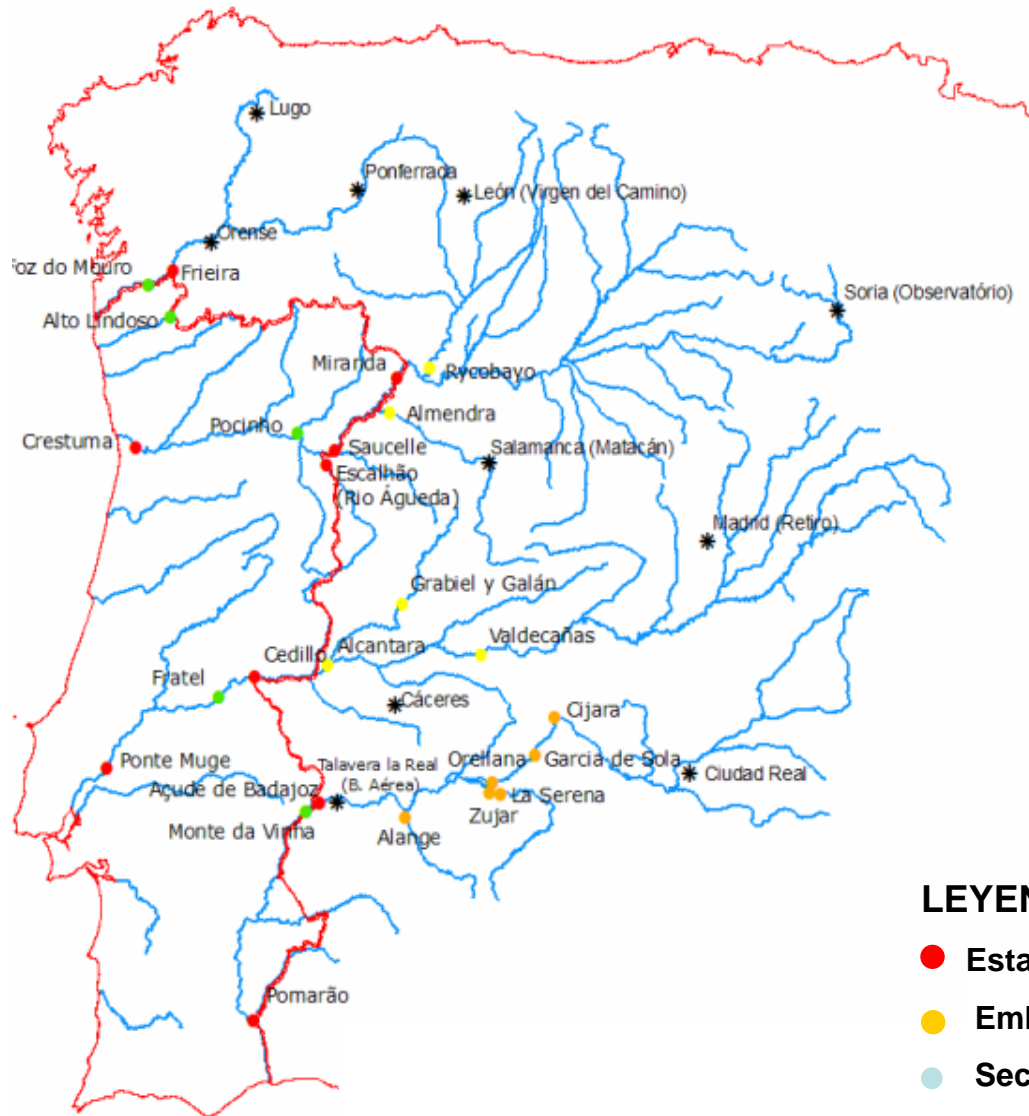 Lugo
Ponferrada
León (Virgen del Camino)
Orense
Foz do Mouro
Frieira
Soria (Observatório)
Alto Lindoso
Miranda
Rycobayo
Almendra
Pocinho
Crestuma
Saucelle
Salamanca (Matacán)
Escalhão
(Rio Águeda)
Madrid (Retiro)
Grabiel y Galán
Alcantara
Valdecañas
Cedillo
Fratel
Cáceres
Cijara
Ponte Muge
Orellana
Garcia de Sola
Talavera la Real
(B. Aérea)
Ciudad Real
Açude de Badajoz
La Serena
Zujar
Monte da Vinha
Alange
LEYEN
Esta
Pomarão
Emb
Sec